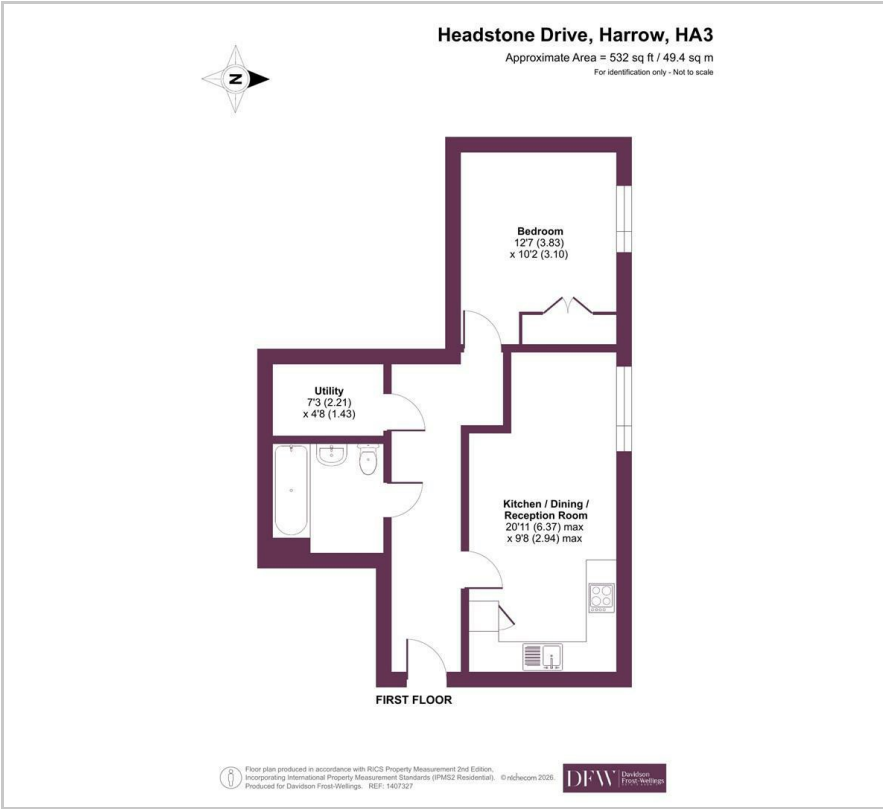 Headstone Drive, Harrow, HA3
Approximate Area = 532 sq ft / 49.4 sq m
For identification only - Not to scale
N
Bedroom
12'7 (3.83)
x 10'2 (3.10)
Utility
7'3 (2.21)
x 4'8 (1.43)
Kitchen / Dining /
Reception Room
20'11 (6.37) max
x 9'8 (2.94) max
FIRST FLOOR
Floor plan produced in accordance with RICS Property Measurement 2nd Edition,
Incorporating International Property Measurement Standards (IPMS2 Residential). © nichecom 2026.
Produced for Davidson Frost-Wellings. REF: 1407327
DFW
Davidson
Frost-Wellings